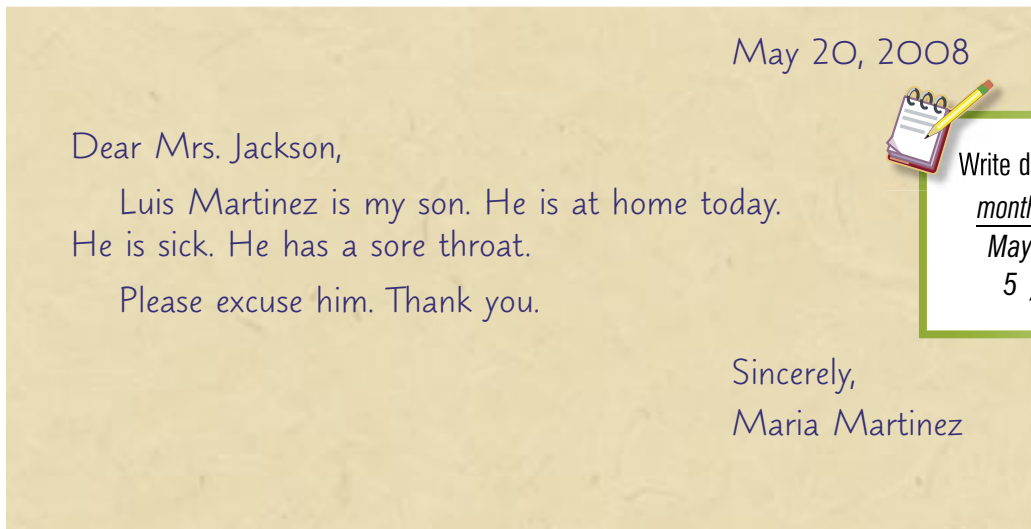 May 20, 2008
Dear Mrs. Jackson,
Luis Martinez is my son. He is at home today.
He is sick. He has a sore throat.
Please excuse him. Thank you.
Sincerely,
Maria Martinez
Write
month
May
5